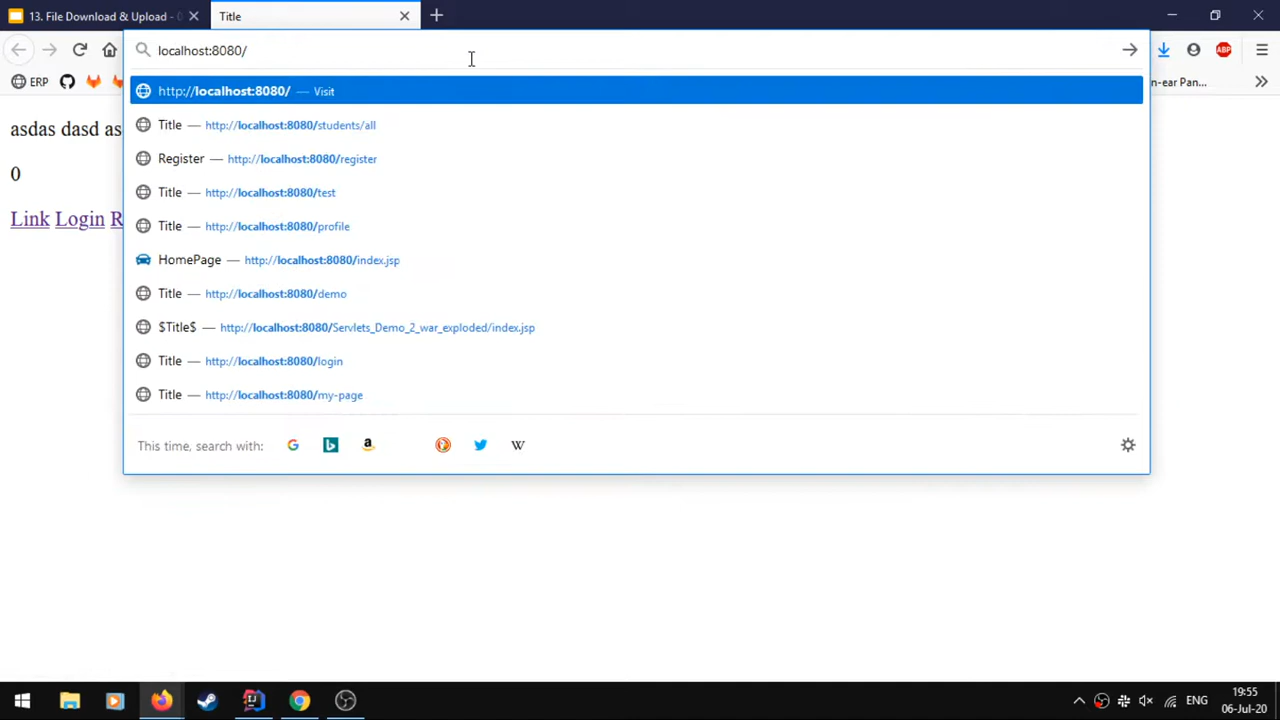 13. File Download & Upload - 
Title
localhost:8080/
ERP
n-ear Pan...
http://localhost:8080/ — Visit
Title — http://localhost:8080/students/all
Register — http://localhost:8080/register
Title — http://localhost:8080/test
Title — http://localhost:8080/profile
HomePage — http://localhost:8080/index.jsp
Title — http://localhost:8080/demo
$Title$ — http://localhost:8080/Servlets_Demo_2_war_exploded/index.jsp
Title — http://localhost:8080/login
Title — http://localhost:8080/my-page
This time, search with:
asdas dasd as
0
Link Login R
ABP
ENG
19:55
06-Jul-20